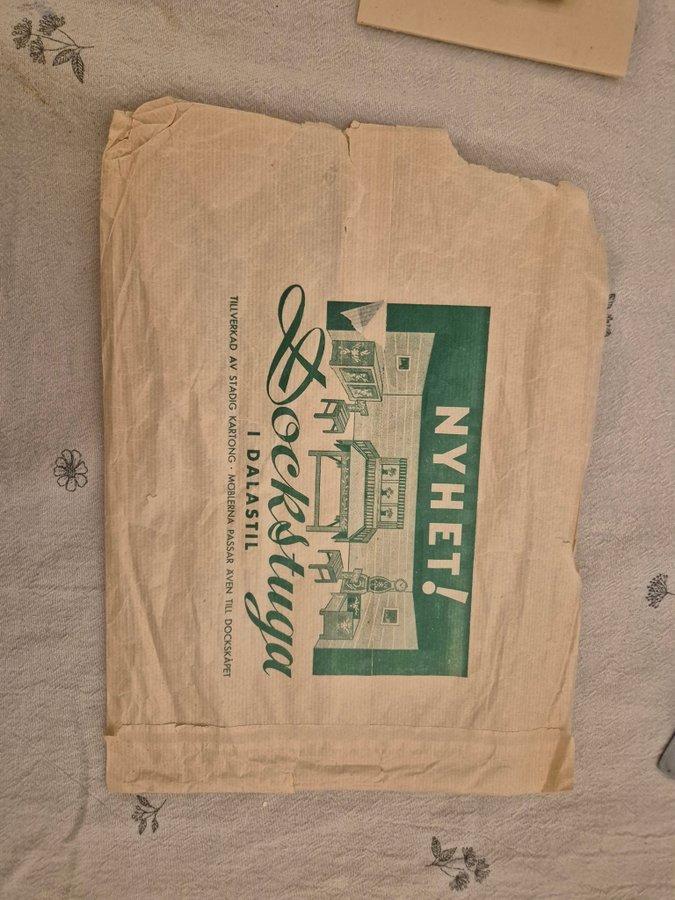 NYHET!
Dockstuga
I DALASTIL
TILLVERKAD AV STADIG KARTONG · MÖBLERNA PASSAR ÄVEN TILL DOCKSKÅPET